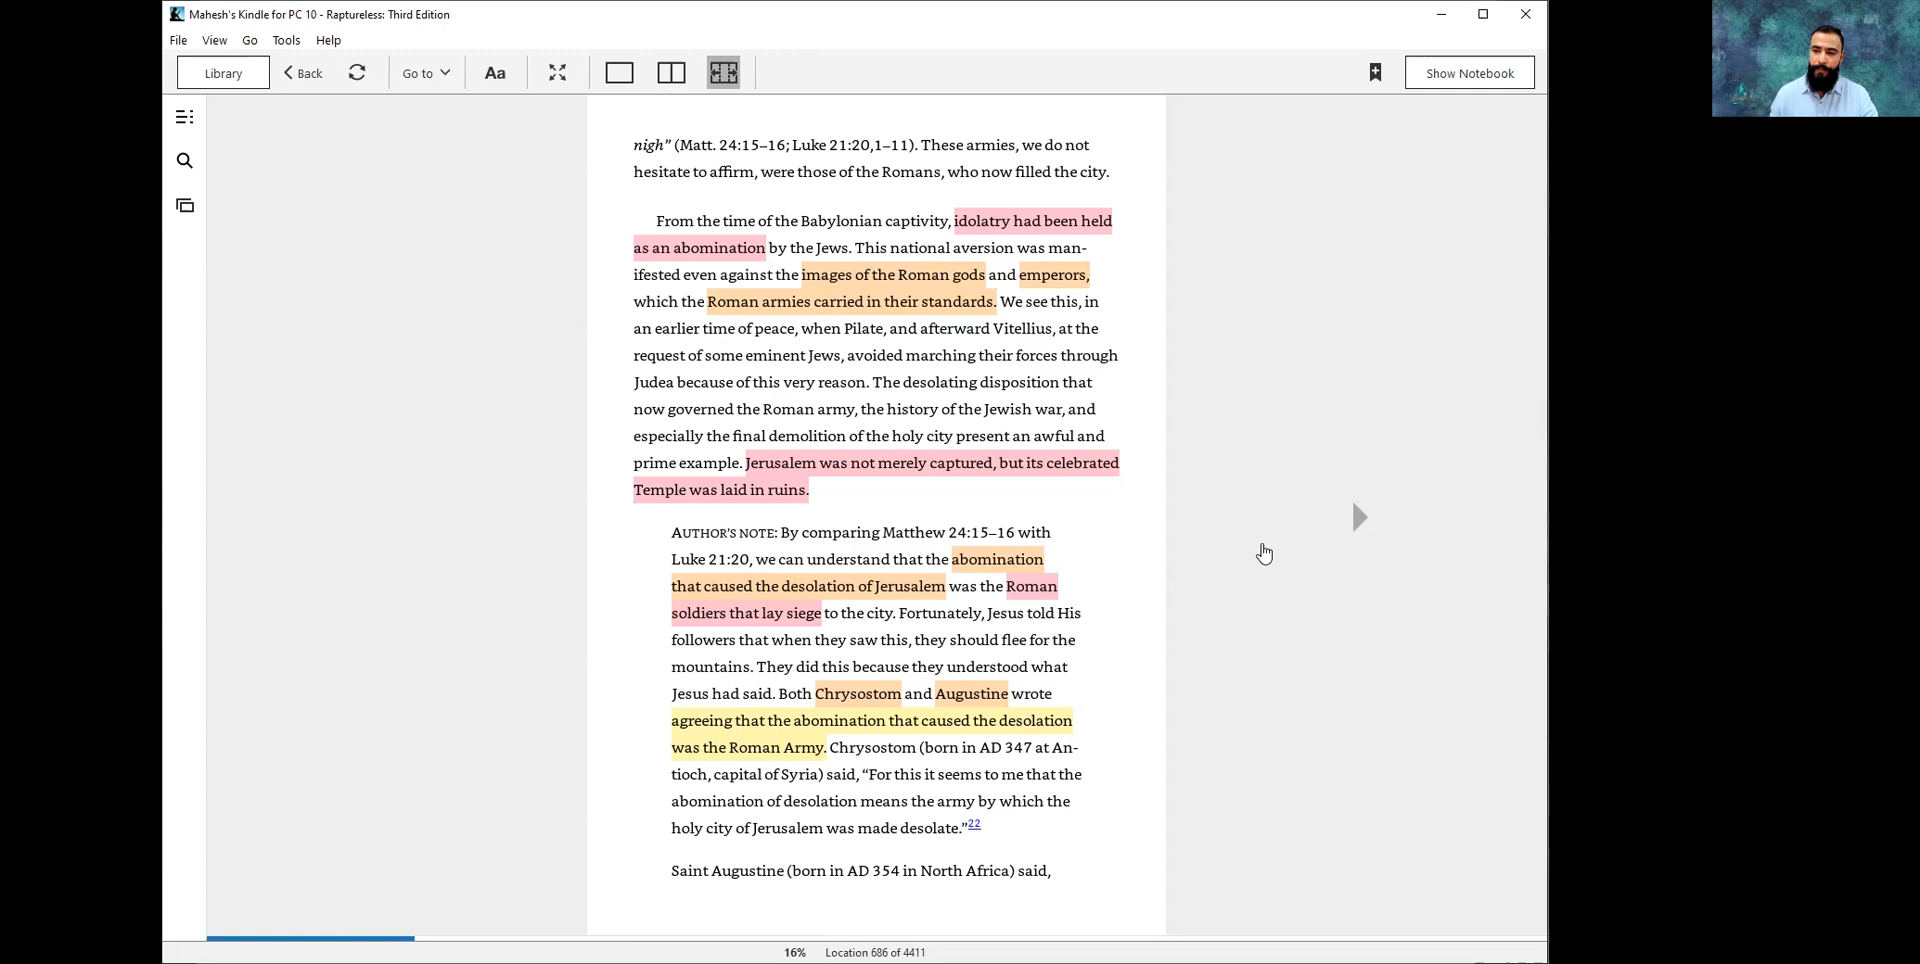 Mahesh's Kindle for PC 10 - Raptureless: Third Edition
File View Go Tools Help
Library
Back
Go to
Aa
Show Notebook
nigh” (Matt. 24:15–16; Luke 21:20,1–11). These armies, we do not
hesitate to affirm, were those of the Romans, who now filled the city.
From the time of the Babylonian captivity, idolatry had been held
as an abomination by the Jews. This national aversion was man-
ifested even against the images of the Roman gods and emperors,
which the Roman armies carried in their standards. We see this, in
an earlier time of peace, when Pilate, and afterward Vitellius, at the
request of some eminent Jews, avoided marching their forces through
Judea because of this very reason. The desolating disposition that
now governed the Roman army, the history of the Jewish war, and
especially the final demolition of the holy city present an awful and
prime example. Jerusalem was not merely captured, but its celebrated
Temple was laid in ruins.
AUTHOR'S NOTE: By comparing Matthew 24:15–16 with
Luke 21:20, we can understand that the abomination
that caused the desolation of Jerusalem was the Roman
soldiers that lay siege to the city. Fortunately, Jesus told His
followers that when they saw this, they should flee for the
mountains. They did this because they understood what
Jesus had said. Both Chrysostom and Augustine wrote
agreeing that the abomination that caused the desolation
was the Roman Army. Chrysostom (born in AD 347 at An-
tioch, capital of Syria) said, “For this it seems to me that the
abomination of desolation means the army by which the
holy city of Jerusalem was made desolate.”22
Saint Augustine (born in AD 354 in North Africa) said,
16% Location 686 of 4411